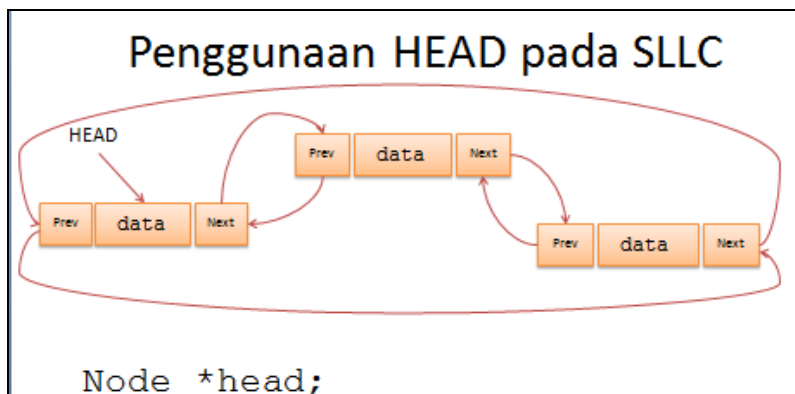 Penggunaan HEAD pada SLLC
HEAD
Prev data Next
Prev data Next
Prev data Next
Node *head;